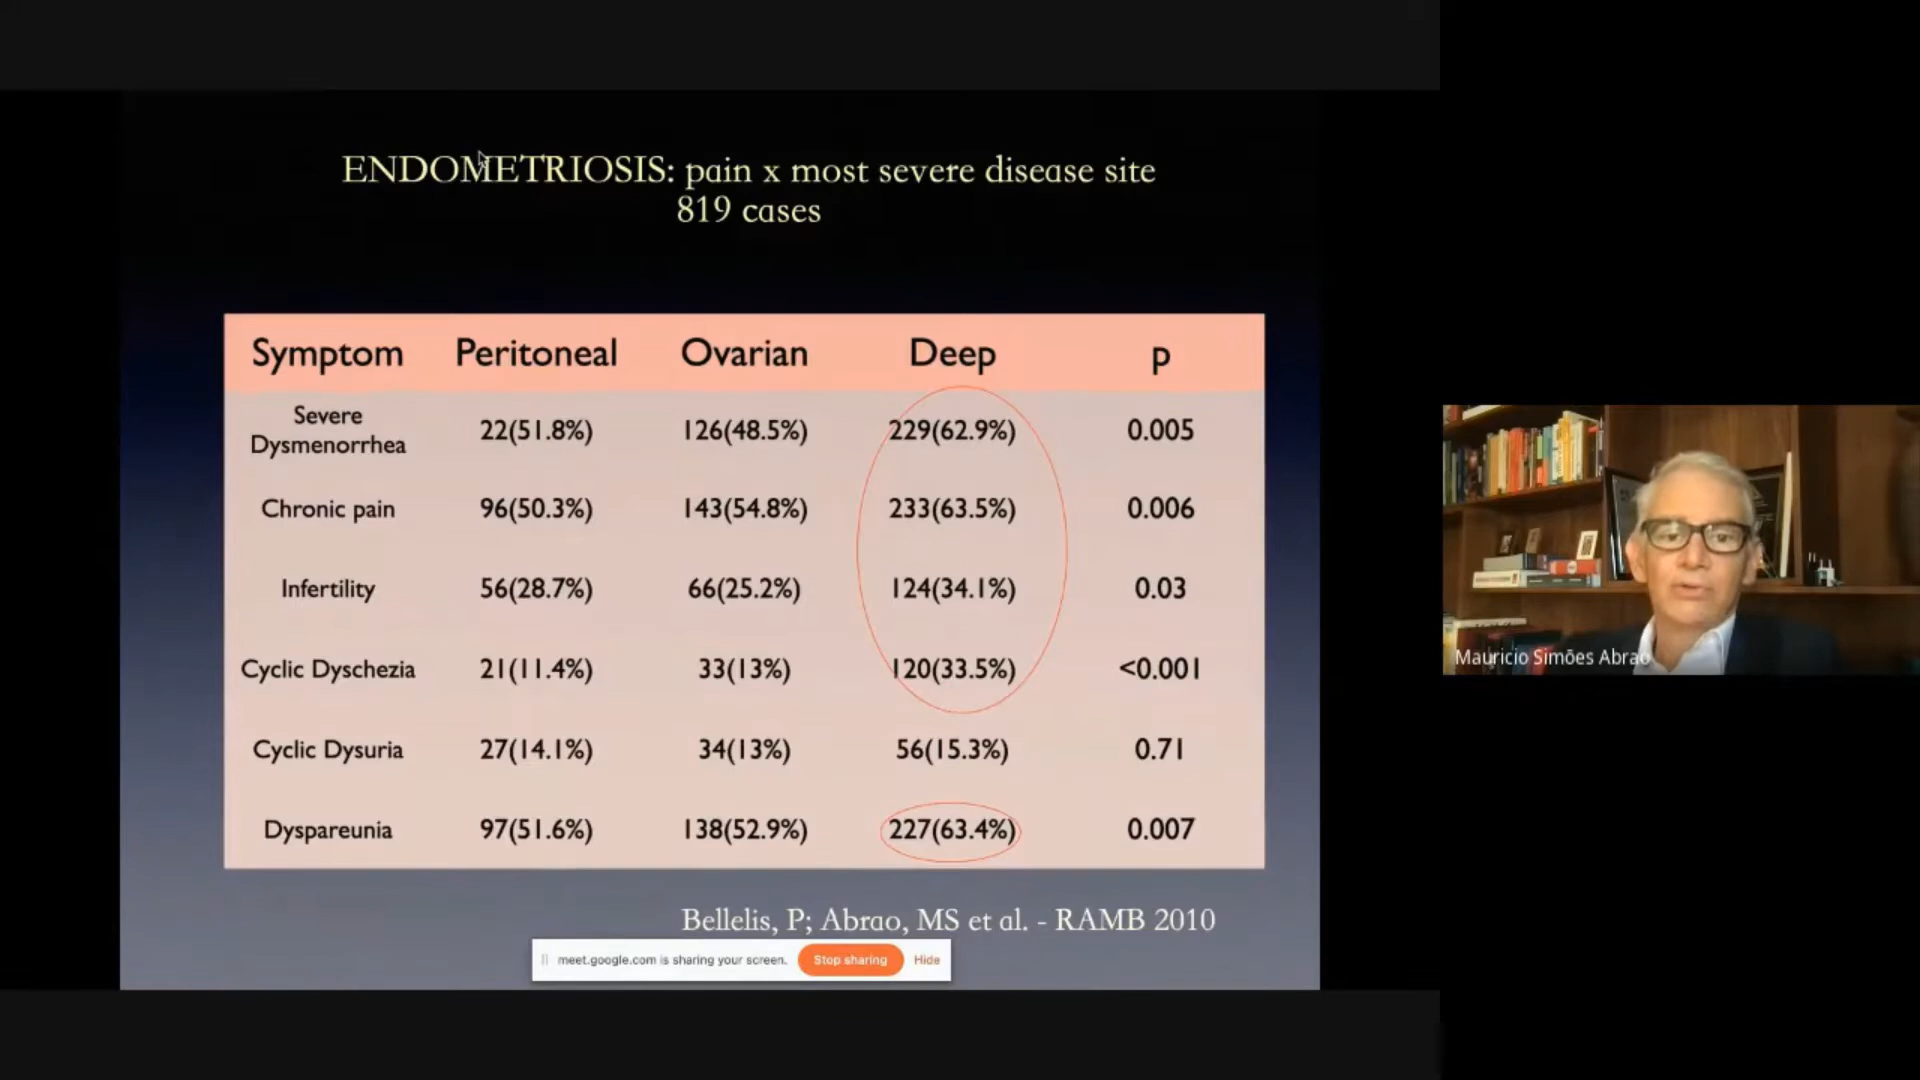 ENDOMETRIOSIS: pain x most severe disease site
819 cases
Symptom Peritoneal Ovarian Deep p
Severe Dysmenorrhea 22(51.8%) 126(48.5%) 229(62.9%) 0.005
Chronic pain 96(50.3%) 143(54.8%) 233(63.5%) 0.006
Infertility 56(28.7%) 66(25.2%) 124(34.1%) 0.03
Cyclic Dyschezia 21(11.4%) 33(13%) 120(33.5%) <0.001
Cyclic Dysuria 27(14.1%) 34(13%) 56(15.3%) 0.71
Dyspareunia 97(51.6%) 138(52.9%) 227(63.4%) 0.007
Bellelis, P; Abrao, MS et al. - RAMB 2010
meet.google.com is sharing your screen. Stop sharing Hide
Mauricio Simões Abrao